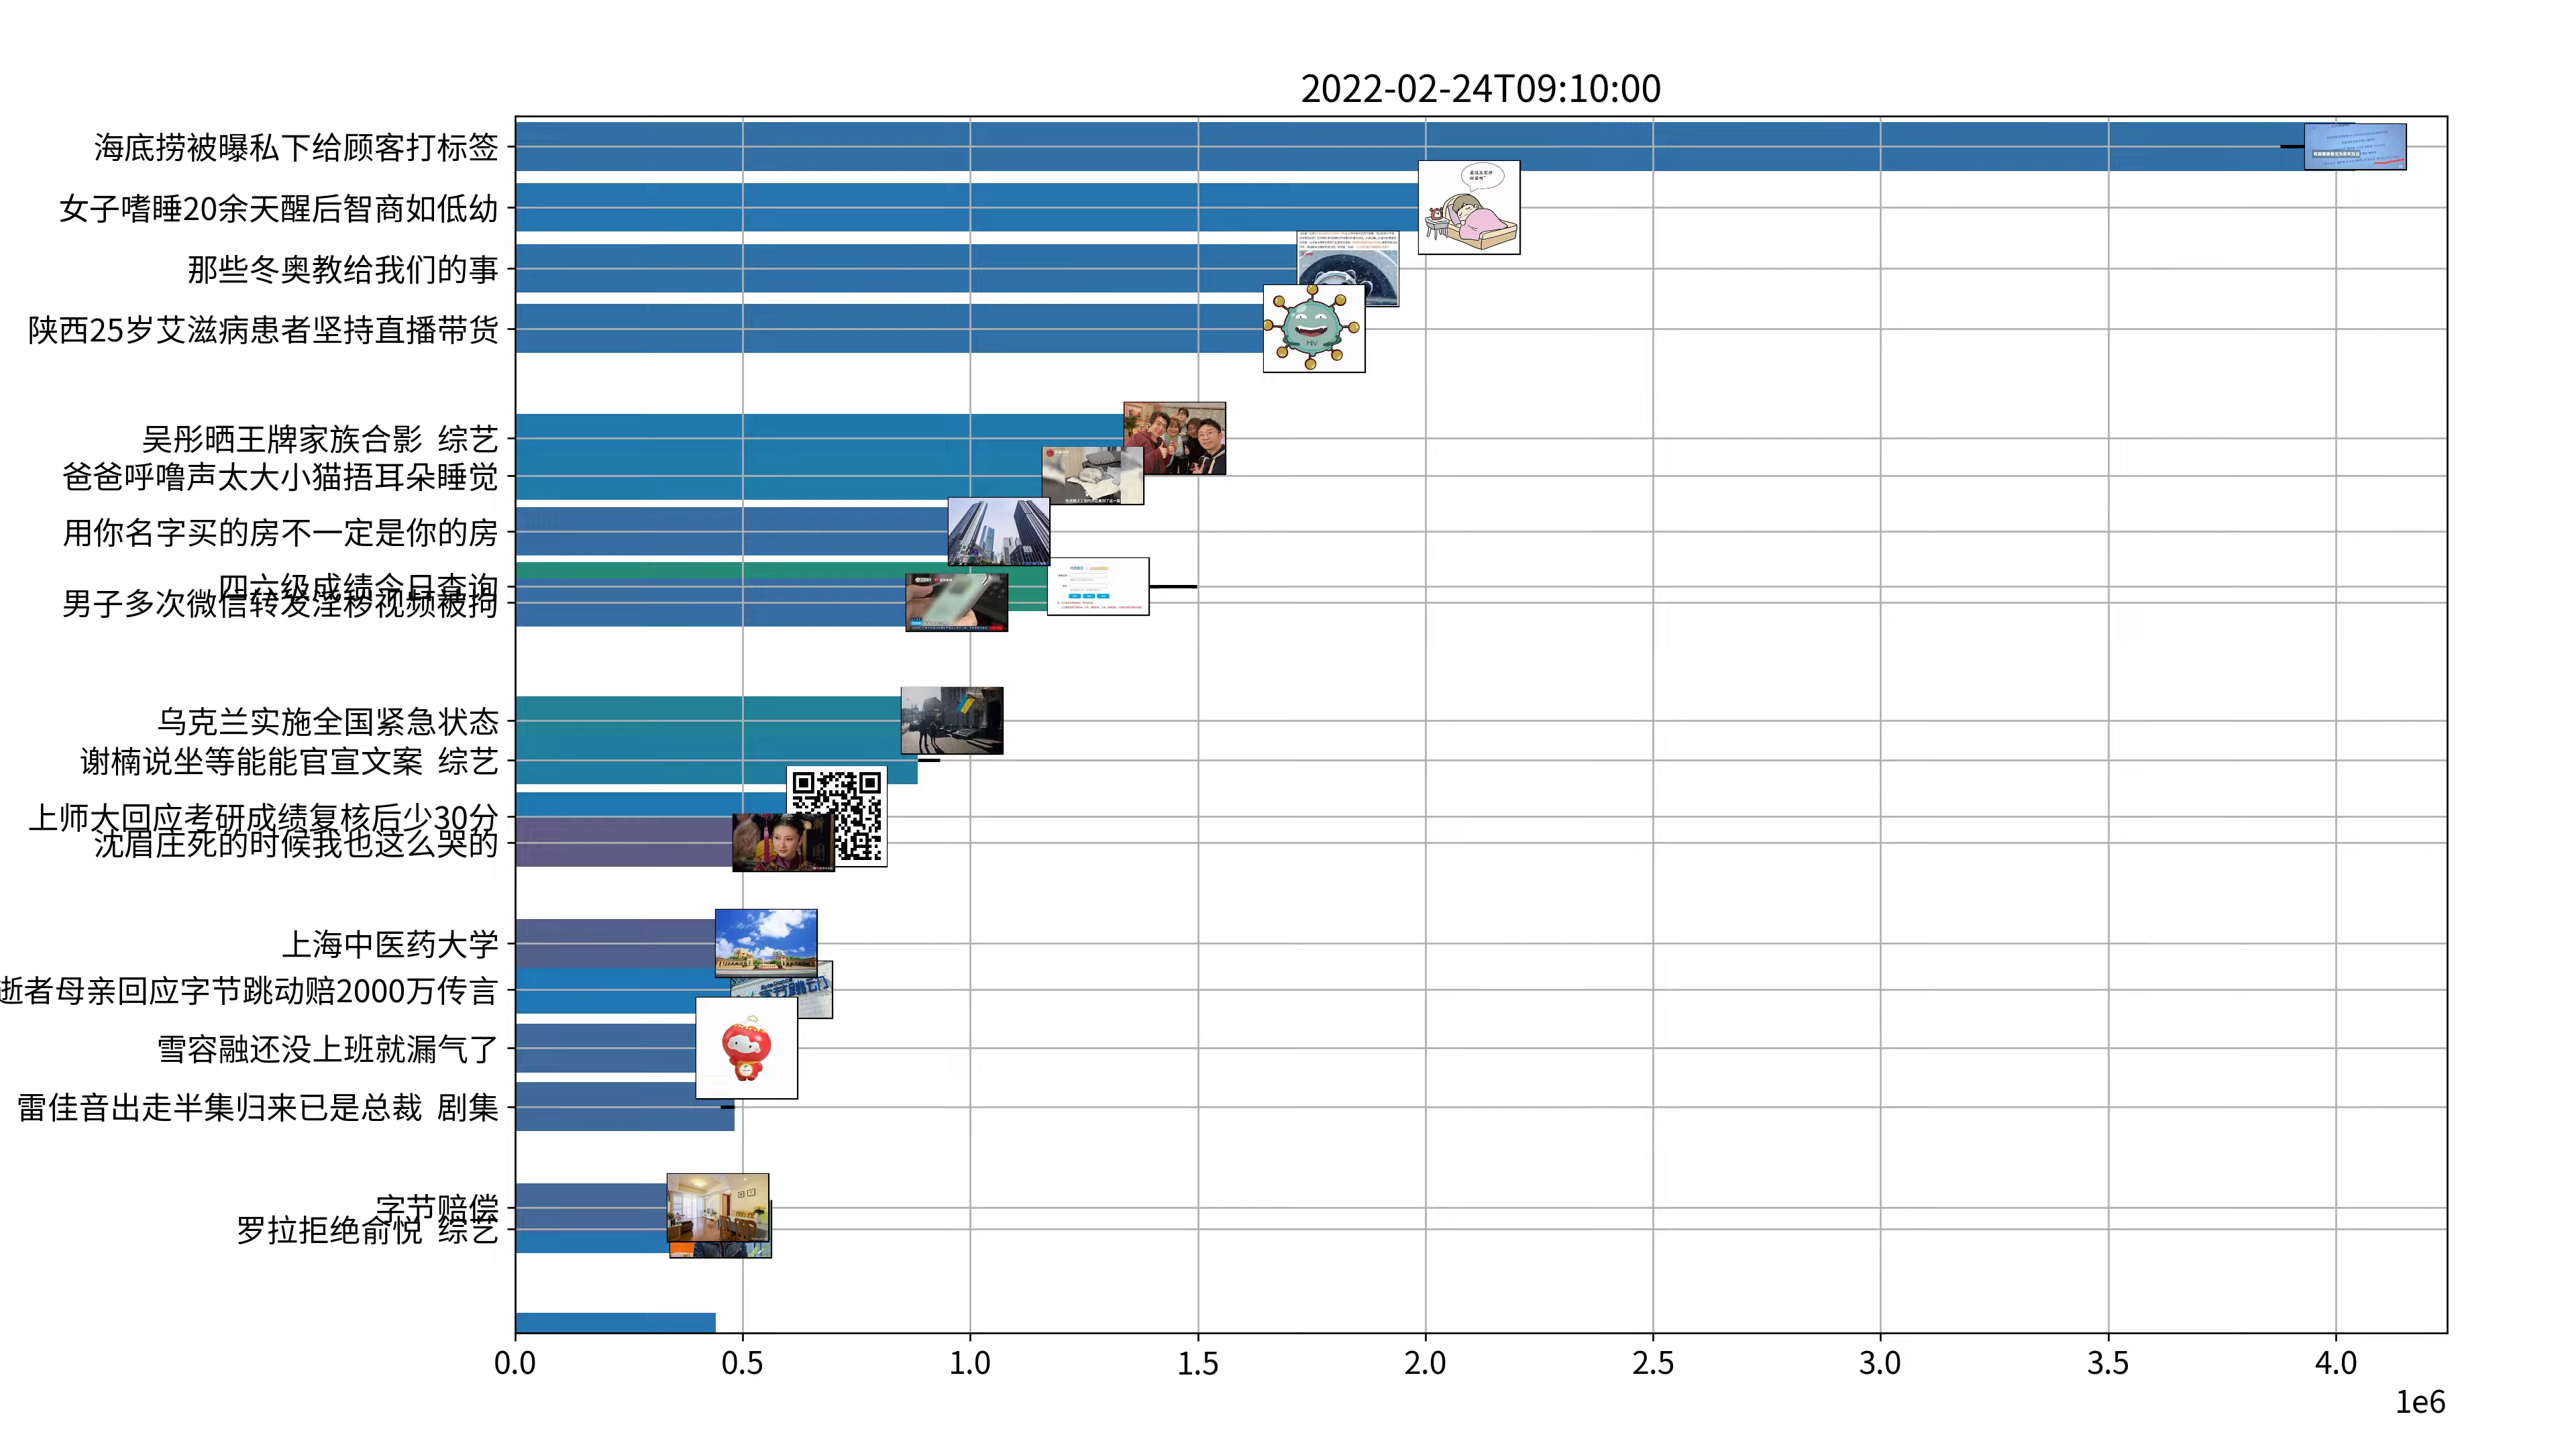 2022-02-24T09:10:00
海底捞被曝私下给顾客打标签
女子嗜睡20余天醒后智商如低幼
那些冬奥教给我们的事
陕西25岁艾滋病患者坚持直播带货
HIV
吴彤晒王牌家族合影 综艺
爸爸呼噜声太大小猫捂耳朵睡觉
用你名字买的房不一定是你的房
四六级成绩今日查询
男子多次微信转发淫秽视频被拘
乌克兰实施全国紧急状态
谢楠说坐等能能官宣文案 综艺
上师大回应考研成绩复核后少30分
沈眉庄死的时候我也这么哭的
上海中医药大学
逝者母亲回应字节跳动赔2000万传言
雪容融还没上班就漏气了
雷佳音出走半集归来已是总裁 剧集
字节赔偿
罗拉拒绝俞悦 综艺
0.0 0.5 1.0 1.5 2.0 2.5 3.0 3.5 4.0
1e6